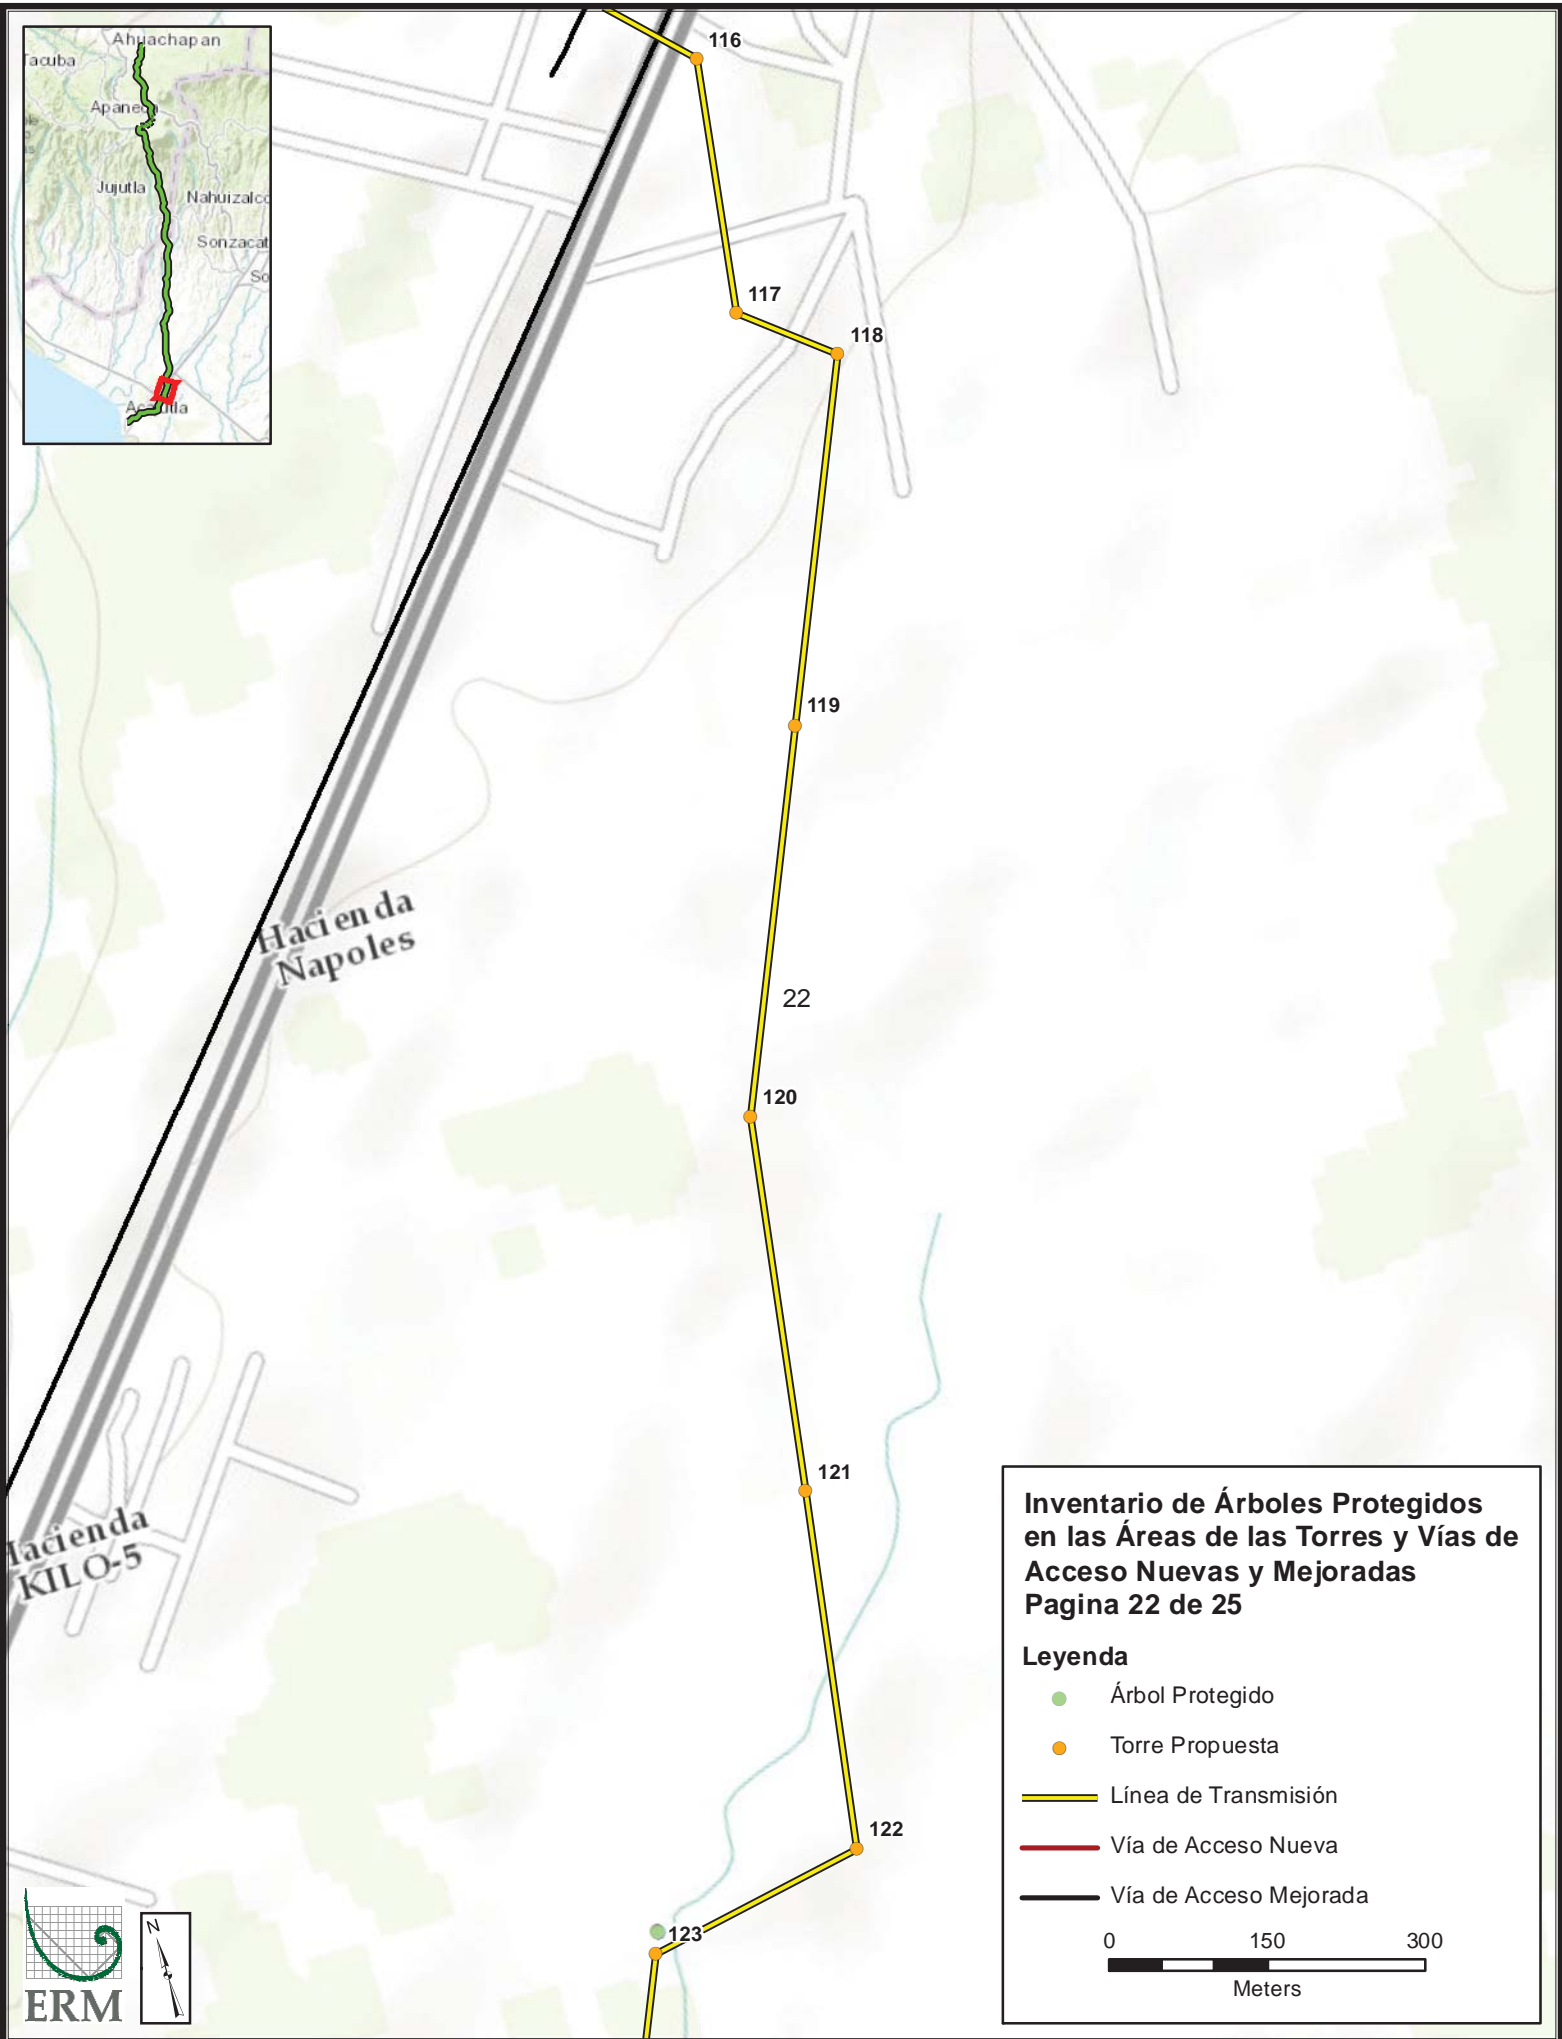 Ahuachapan
Tacuba
Apaneca
Jujutla
Nahuizalco
Sonzacat
So
Acajutla
116
117
118
119
Hacienda
Napoles
22
120
121
Hacienda
KILO-5
122
123
Inventario de Árboles Protegidos
en las Áreas de las Torres y Vías de
Acceso Nuevas y Mejoradas
Pagina 22 de 25
Leyenda
Árbol Protegido
Torre Propuesta
Línea de Transmisión
Vía de Acceso Nueva
Vía de Acceso Mejorada
0 150 300
Meters
N
ERM